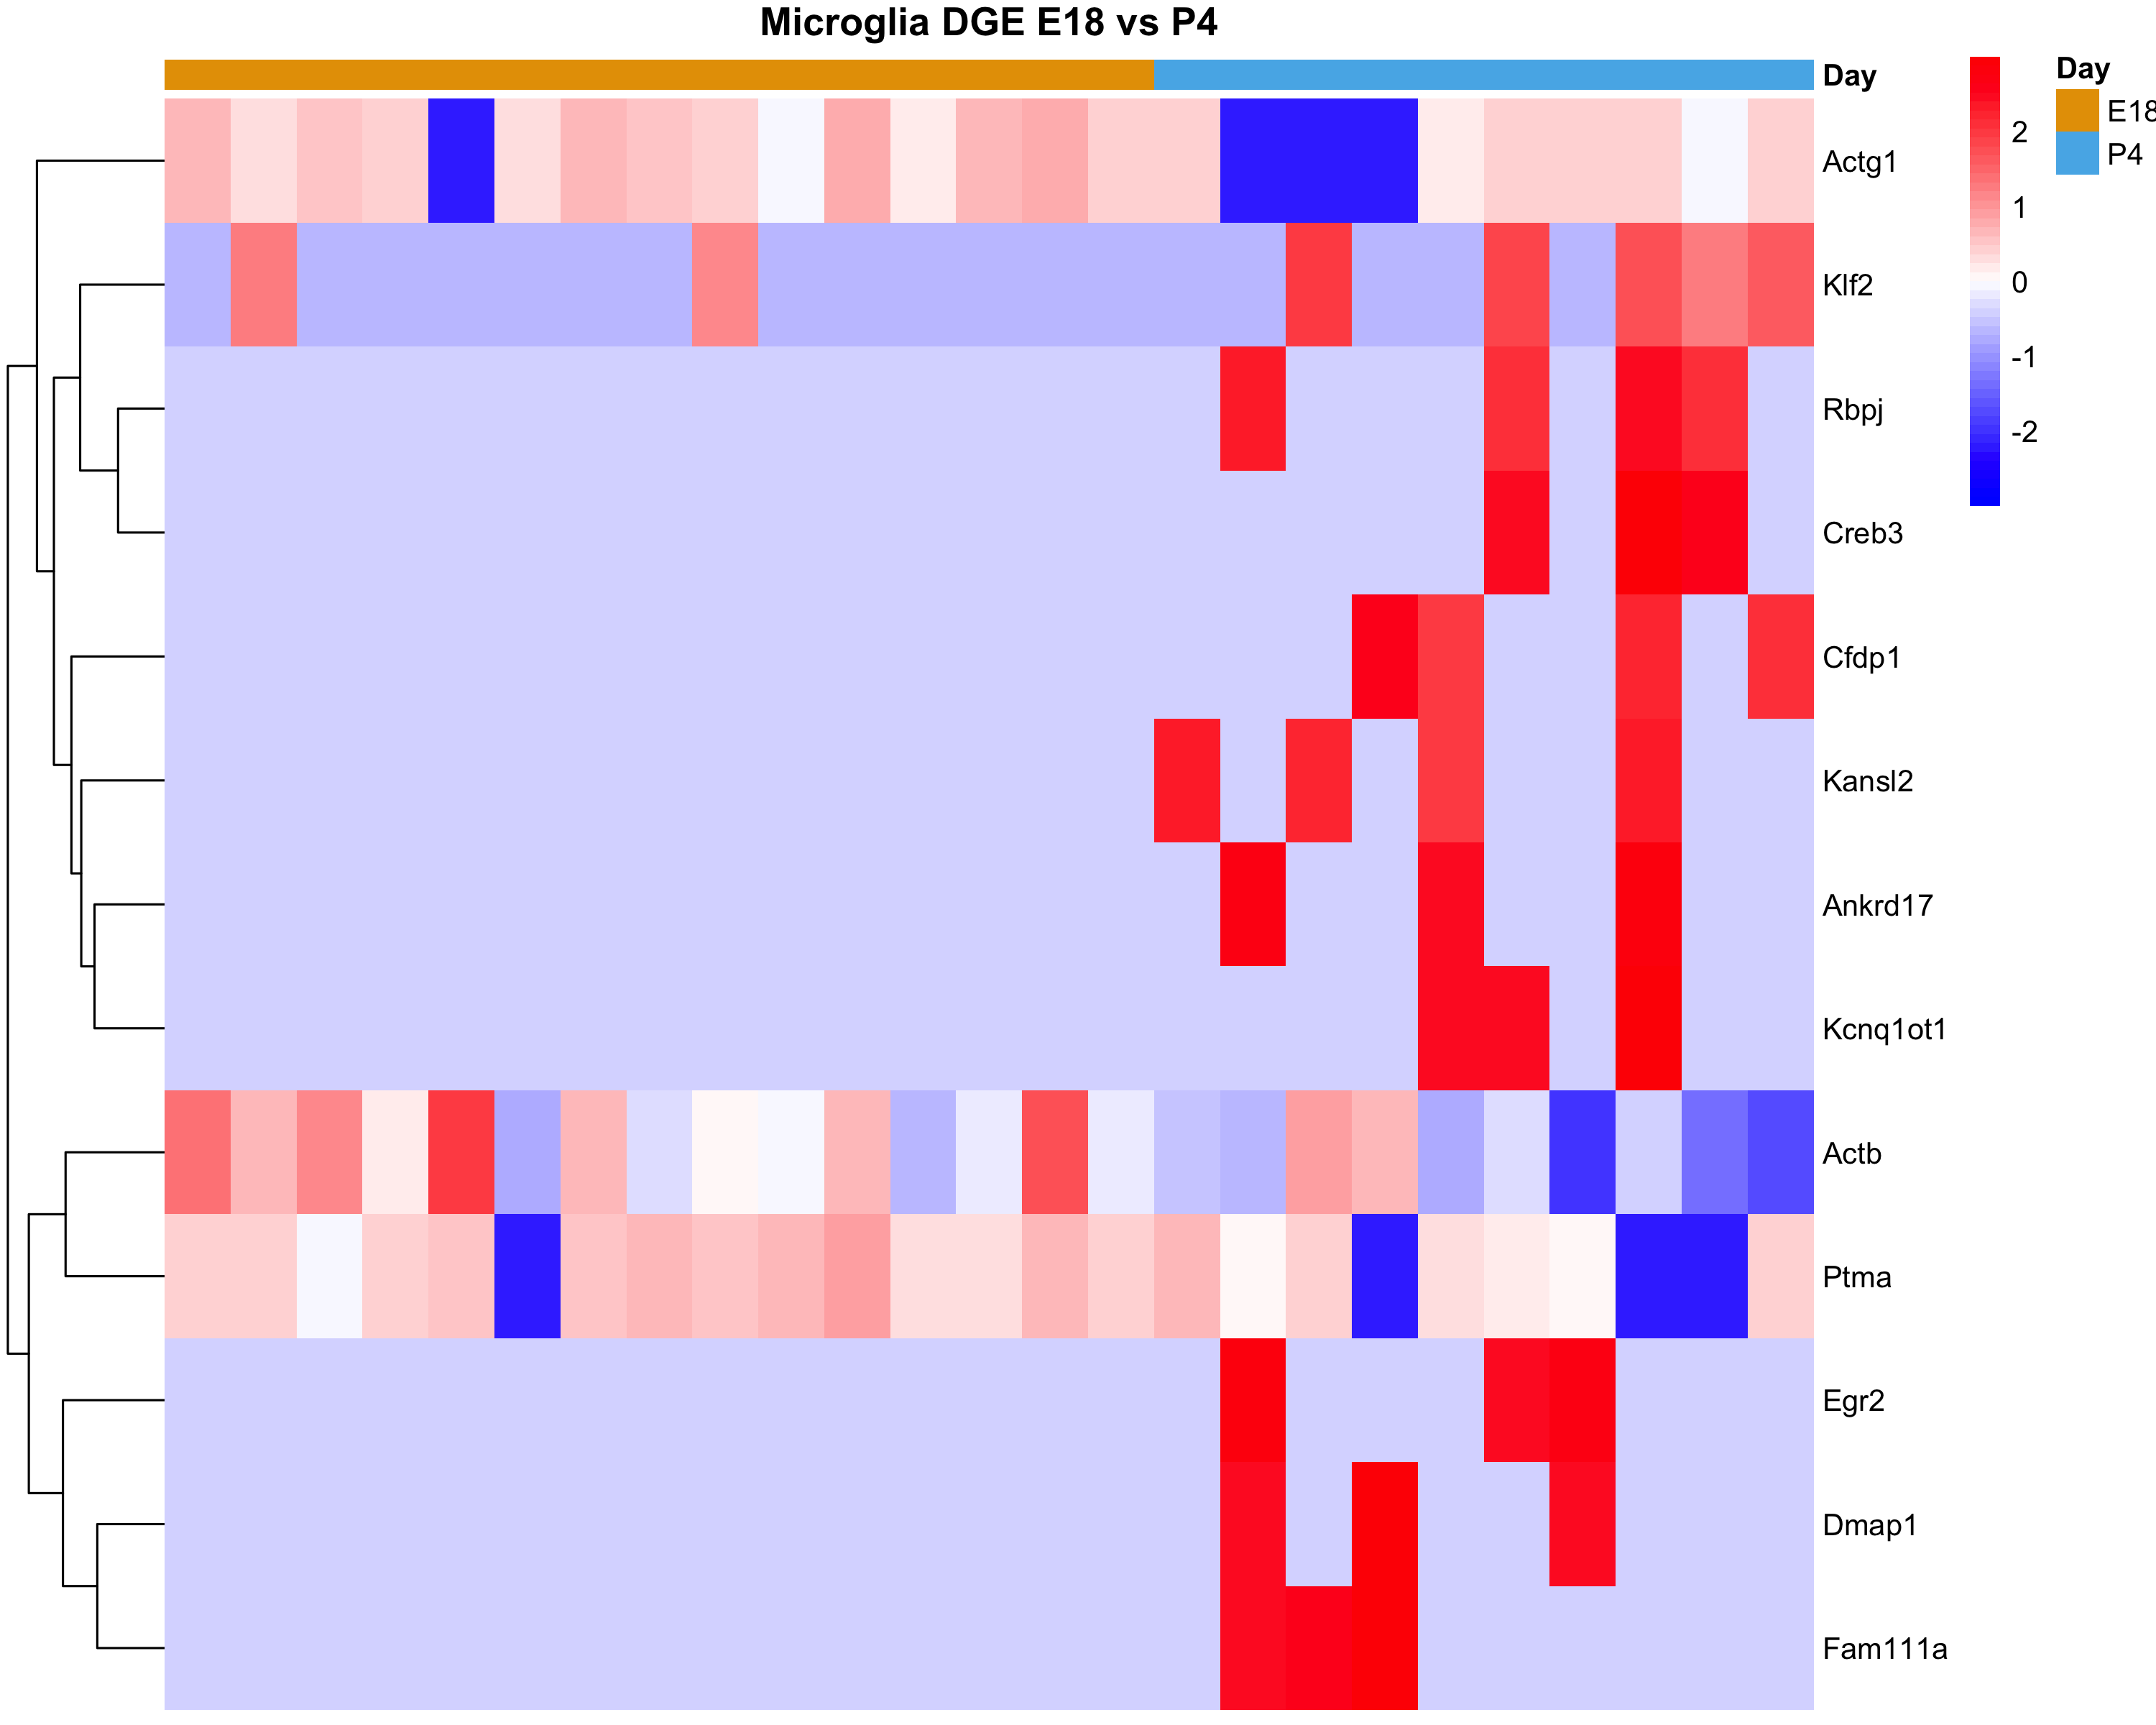 Microglia DGE E18 vs P4
Day
Actg1
Klf2
Rbpj
Creb3
Cfdp1
Kansl2
Ankrd17
Kcnq1ot1
Actb
Ptma
Egr2
Dmap1
Fam111a
2
1
0
-1
-2
Day
E18
P4